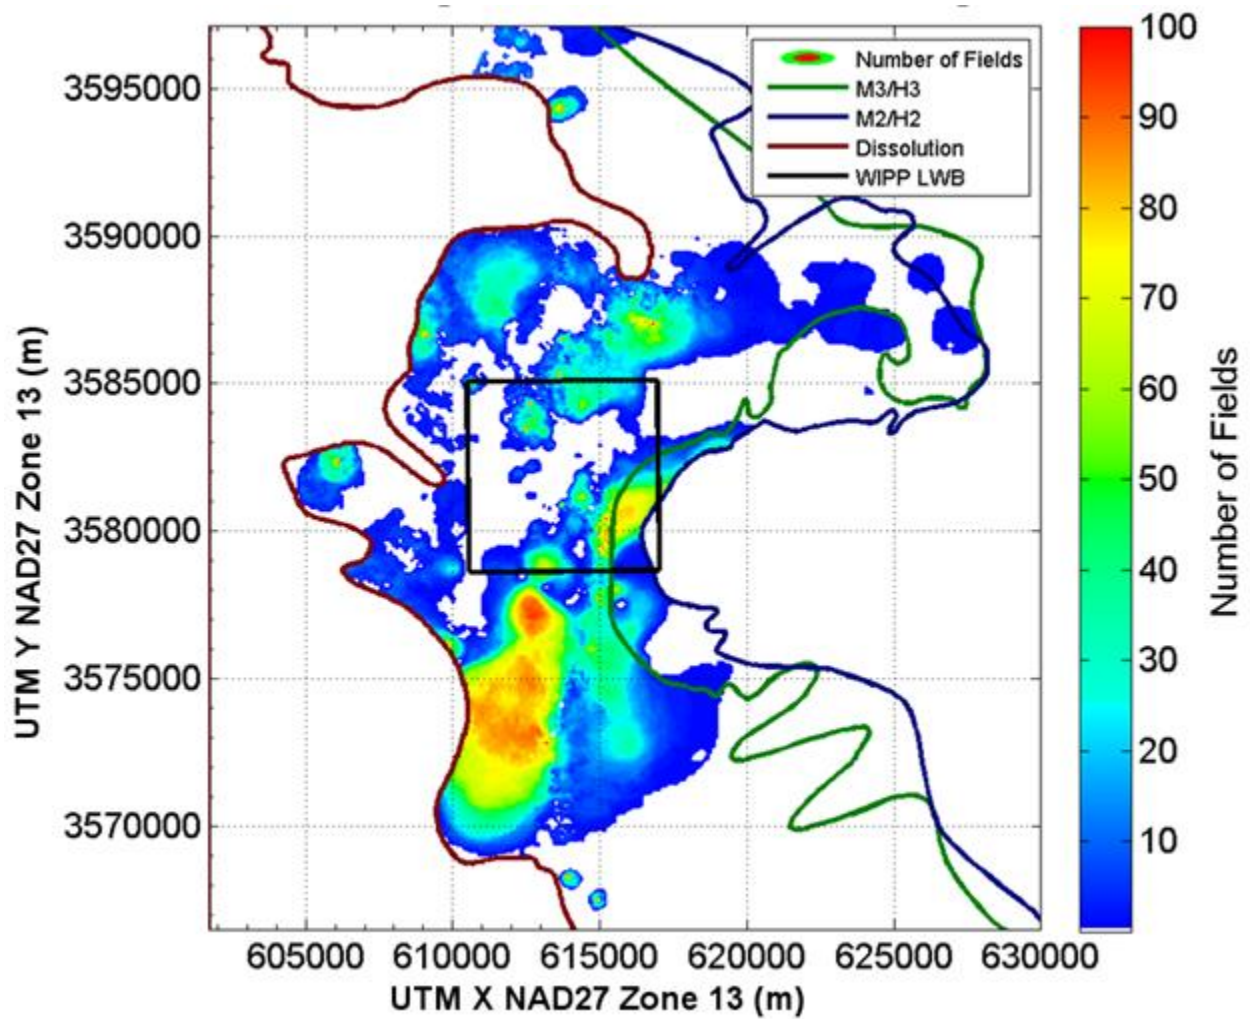 Number of Fields
M3/H3
M2/H2
Dissolution
WIPP LWB
3595000
3590000
3585000
3580000
3575000
3570000
UTM Y NAD27 Zone 13 (m)
605000 610000 615000 620000 625000 630000
UTM X NAD27 Zone 13 (m)
100
90
80
70
60
50
40
30
20
10
Number of Fields